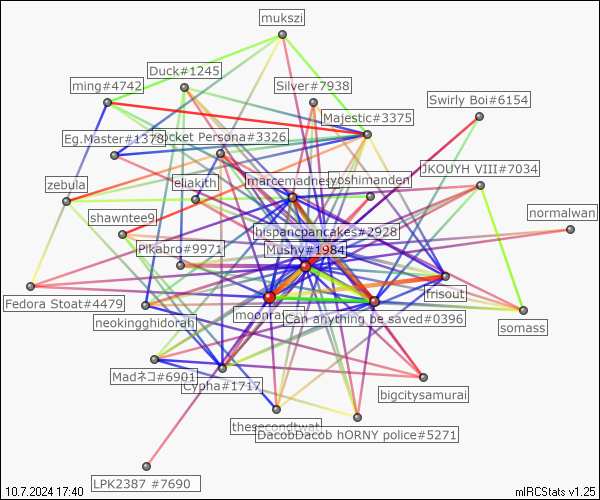 mukszi
Duck#1245
ming#4742
Silver#7938
Swirly Boi#6154
Majestic#3375
Eg.Master#1378
ocket Persona#3326
JKOUYH VIII#7034
zebula
eliakith
marcemadnes
yoshimanden
shawntee9
normalwan
hispancpancakes#2928
Pikabro#9971
Mushy#1984
Fedora Stoat#4479
frisout
neokingghidorah
moonra
Can anything be saved#0396
somass
Madネコ#6901
Cypha#1717
bigcitysamurai
thesecondtwat
DacobDacob hORNY police#5271
LPK2387 #7690
10.7.2024 17:40
mIRCStats v1.25